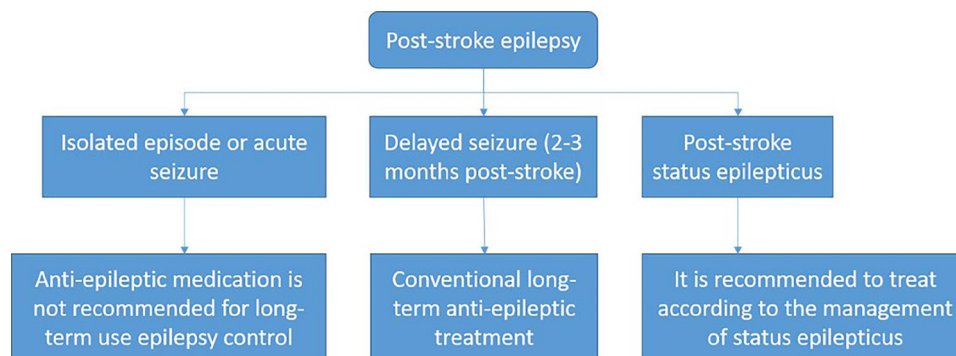 Post-stroke epilepsy
Isolated episode or acute
seizure
Delayed seizure (2-3
months post-stroke)
Post-stroke
status epilepticus
Anti-epileptic medication is
not recommended for long-
term use epilepsy control
Conventional long-
term anti-epileptic
treatment
It is recommended to treat
according to the management
of status epilepticus